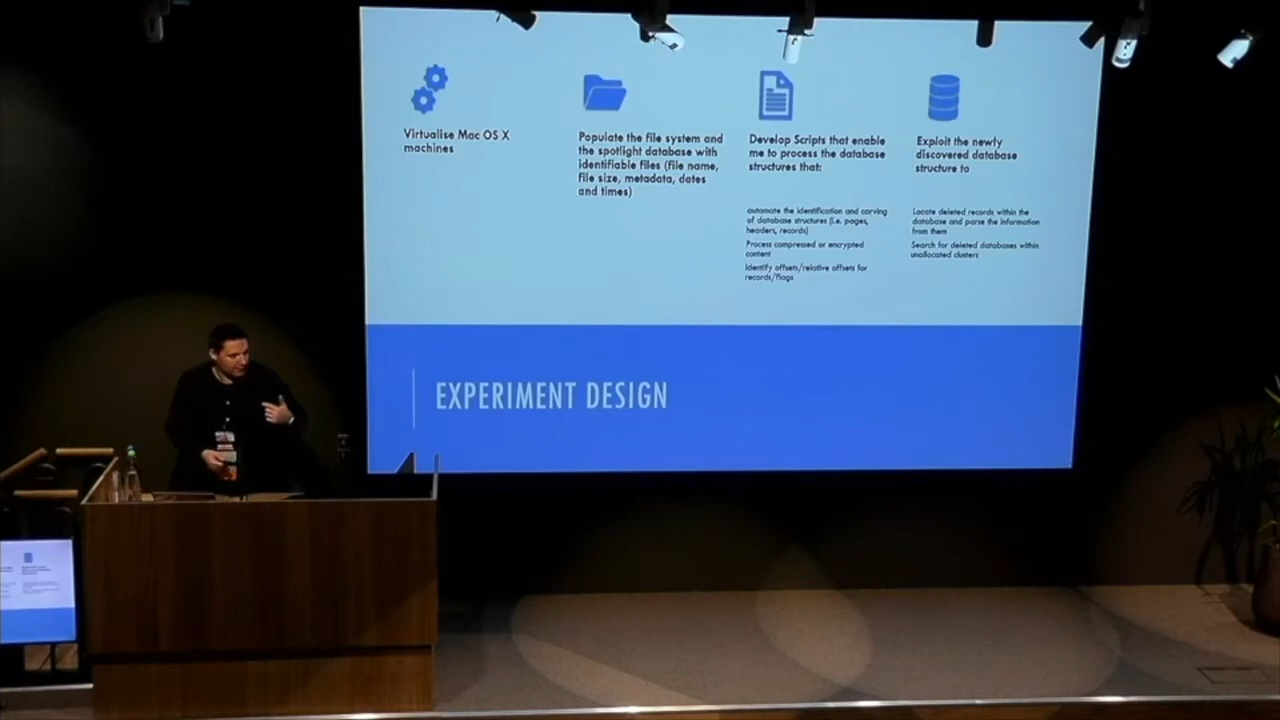 Virtualise Mac OS X
machines
Populate the file system and
the spotlight database with
identifiable files (file name,
file size, metadata, dates
and times)
Develop Scripts that enable
me to process the database
structures that:
automate the identification and carving
of database structures (i.e. pages,
headers, records)
Process compressed or encrypted
content
Identify offsets/relative offsets for
records/flags
Exploit the newly
discovered database
structure to
Locate deleted records within the
database and parse the information
from them
Search for deleted databases within
unallocated clusters
EXPERIMENT DESIGN